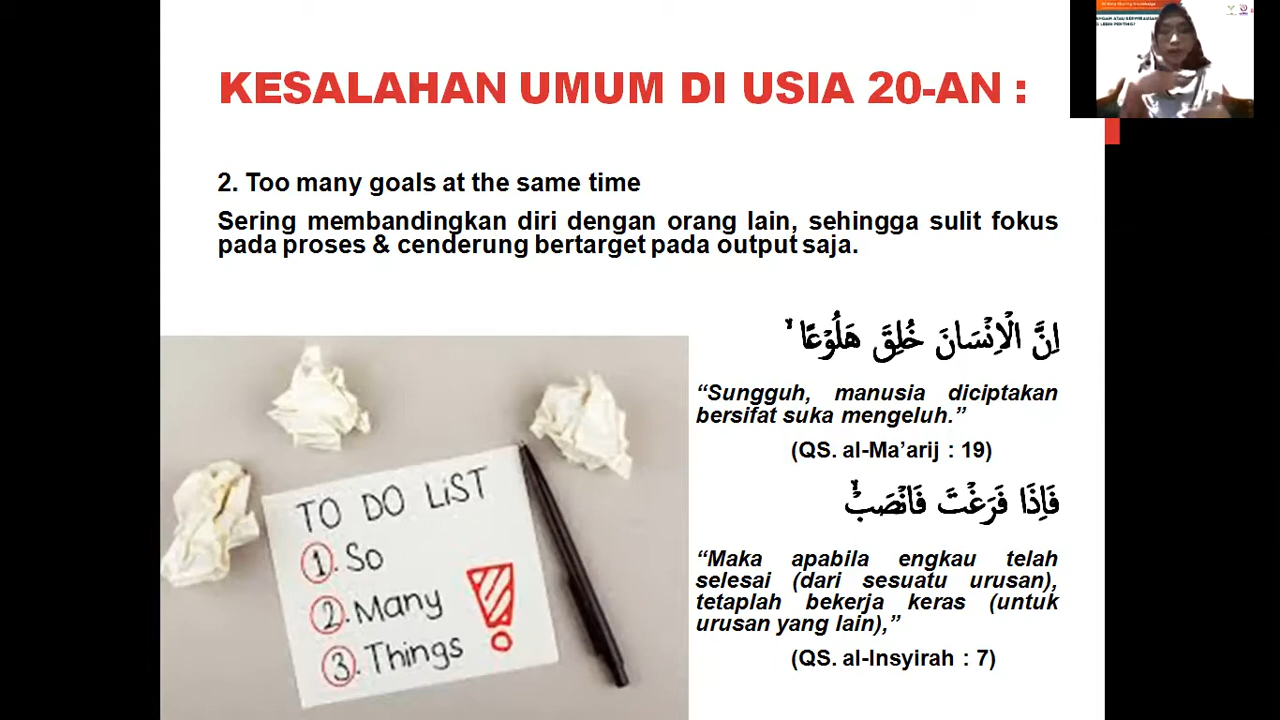 KESALAHAN UMUM DI USIA 20-AN :
2. Too many goals at the same time
Sering membandingkan diri dengan orang lain, sehingga sulit fokus
pada proses & cenderung bertarget pada output saja.
اِنَّ الْاِنْسَانَ خُلِقَ هَلُوْعًاۙ
“Sungguh, manusia diciptakan
bersifat suka mengeluh.”
(QS. al-Ma’arij : 19)
فَاِذَا فَرَغْتَ فَانْصَبْۙ
“Maka apabila engkau telah
selesai (dari sesuatu urusan),
tetaplah bekerja keras (untuk
urusan yang lain),”
(QS. al-Insyirah : 7)
TO DO LiST
1. So
2. Many
3. Things
!